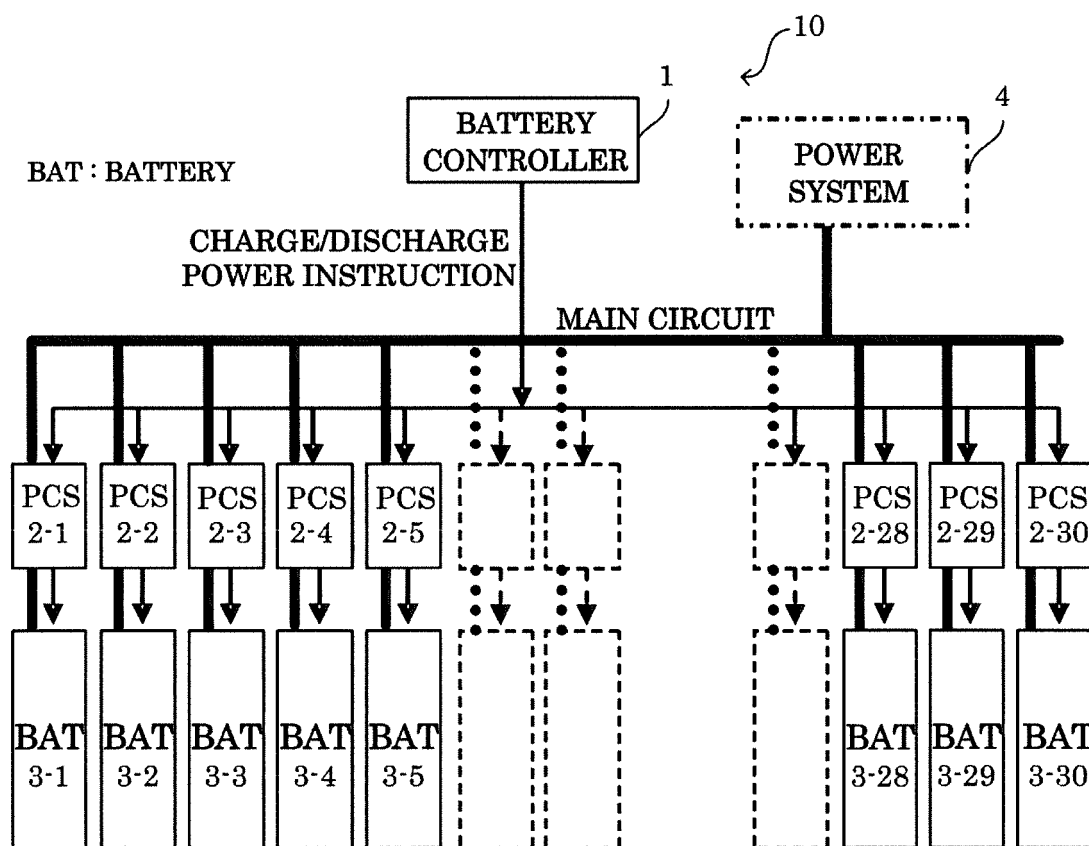 10
1
4
BATTERY
CONTROLLER
POWER
SYSTEM
BAT : BATTERY
CHARGE/DISCHARGE
POWER INSTRUCTION
MAIN CIRCUIT
PCS
2-1
PCS
2-2
PCS
2-3
PCS
2-4
PCS
2-5
PCS
2-28
PCS
2-29
PCS
2-30
BAT
3-1
BAT
3-2
BAT
3-3
BAT
3-4
BAT
3-5
BAT
3-28
BAT
3-29
BAT
3-30